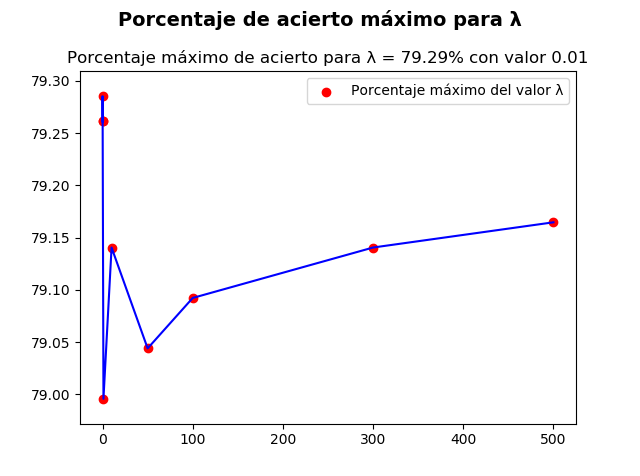 Porcentaje de acierto máximo para λ
Porcentaje máximo de acierto para λ = 79.29% con valor 0.01
Porcentaje máximo del valor λ
79.30
79.25
79.20
79.15
79.10
79.05
79.00
0 100 200 300 400 500